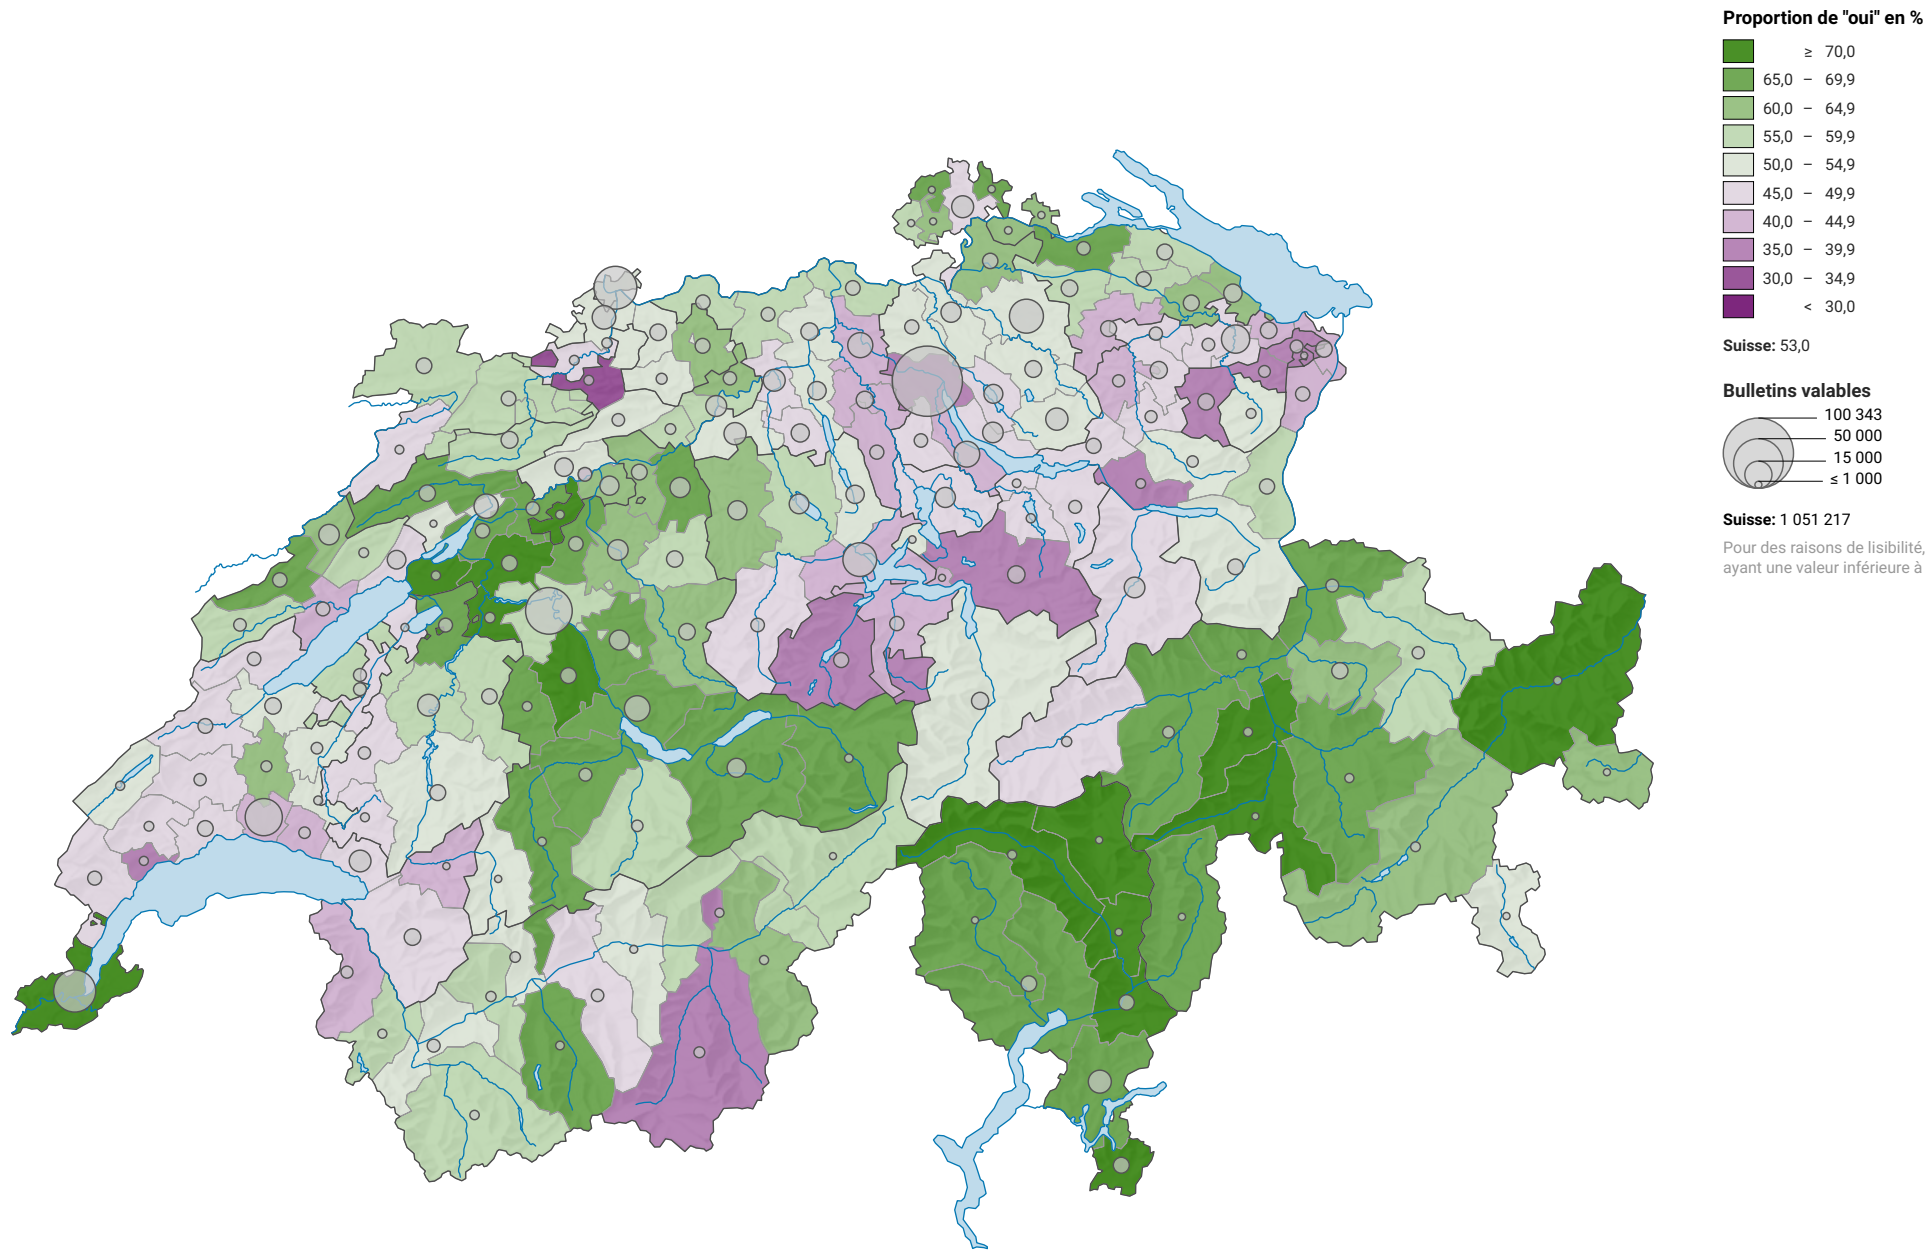 Proportion de "oui" en %
≥ 70,0
65,0 – 69,9
60,0 – 64,9
55,0 – 59,9
50,0 – 54,9
45,0 – 49,9
40,0 – 44,9
35,0 – 39,9
30,0 – 34,9
< 30,0
Suisse: 53,0
Bulletins valables
100 343
50 000
15 000
≤ 1 000
Suisse: 1 051 217
Pour des raisons de lisibilité,
ayant une valeur inférieure à